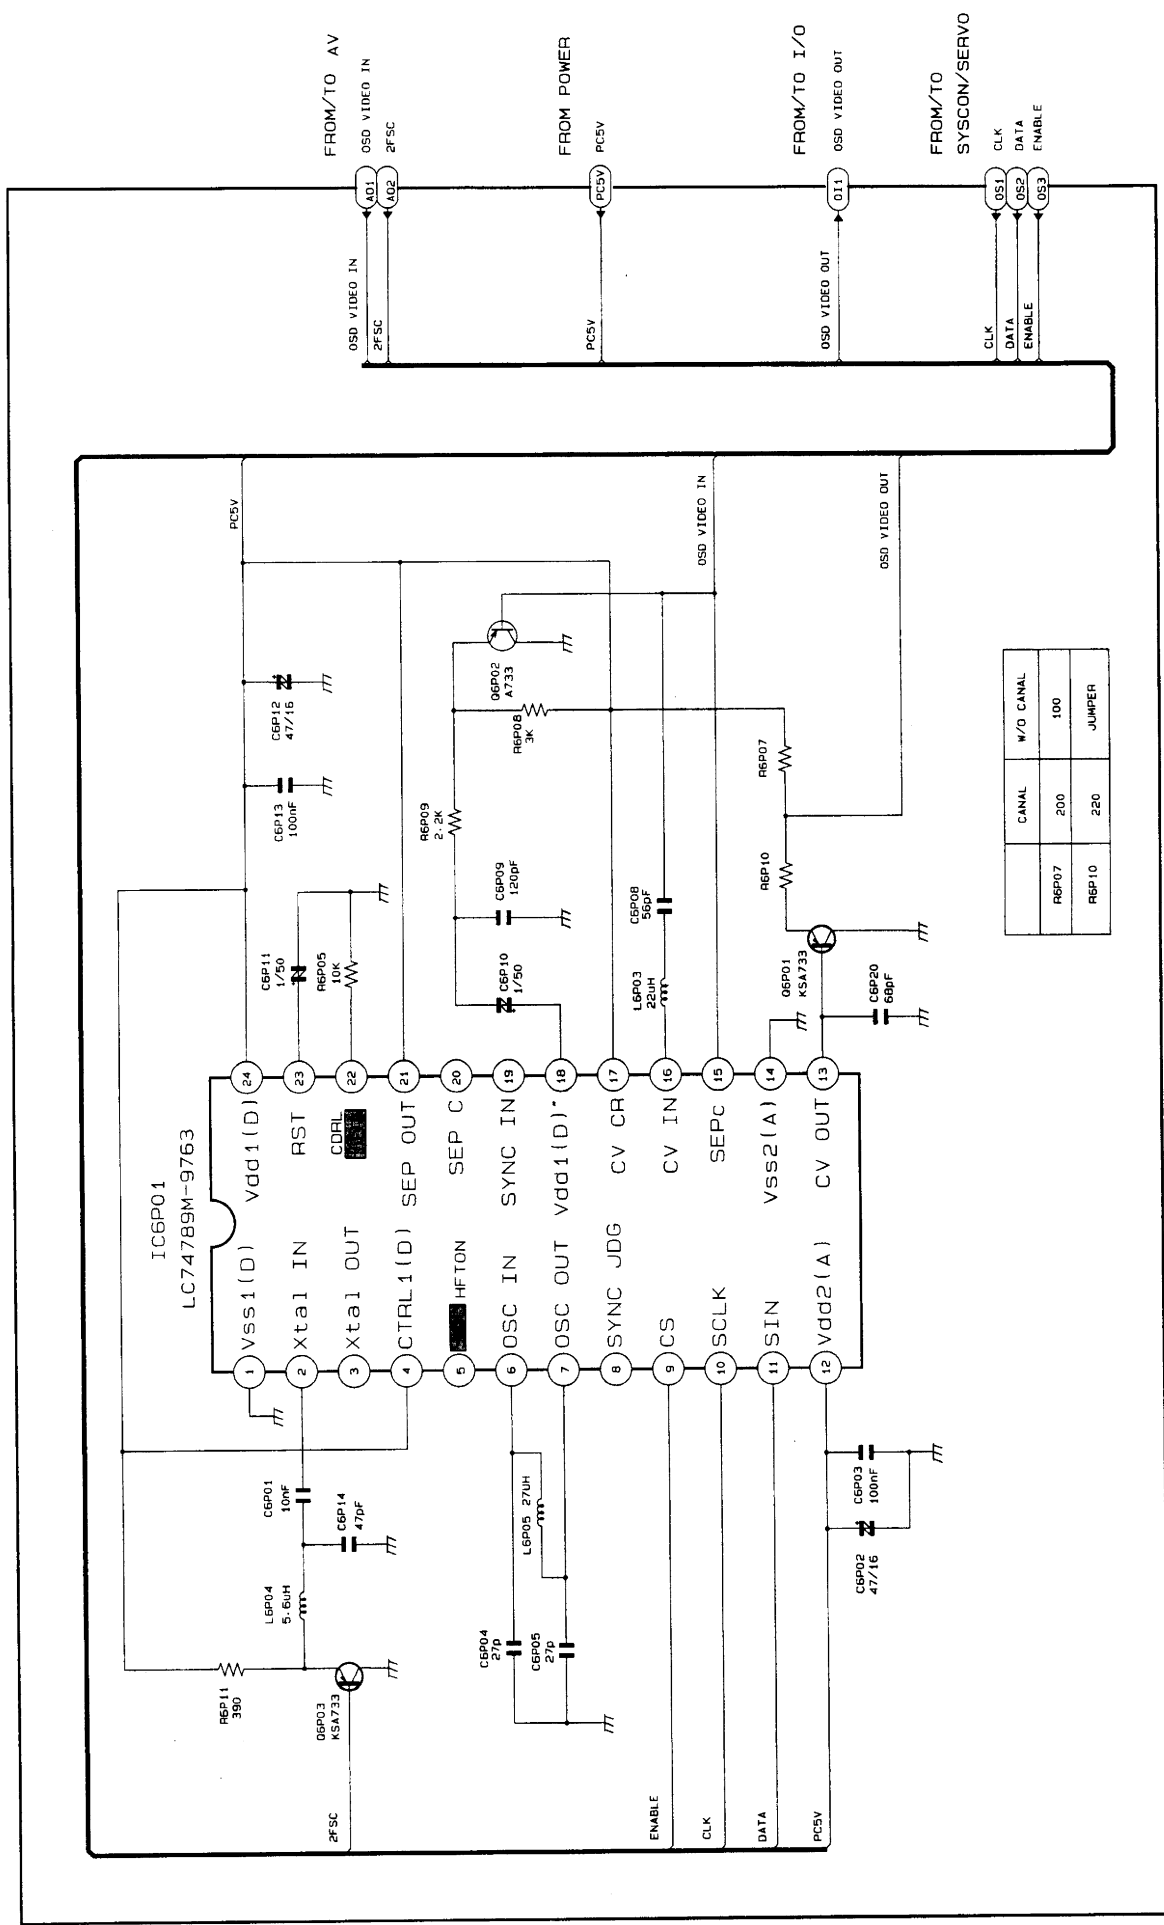 FROM/TO AV
OSD VIDEO IN
2FSC
AO1
AO2
OSD VIDEO IN
2FSC
FROM POWER
PC5V
PC5V
PC5V
FROM/TO I/O
OSD VIDEO OUT
OI1
OSD VIDEO OUT
FROM/TO
SYSCON/SERVO
CLK
DATA
ENABLE
OS1
OS2
OS3
CLK
DATA
ENABLE
PC5V
OSD VIDEO IN
OSD VIDEO OUT
C6P12
47/16
C6P13
100nF
C6P11
1/50
R6P05
10K
Q6P02
A733
R6P08
3K
R6P09
2.2K
C6P09
120pF
C6P10
1/50
C6P08
56pF
L6P03
22uH
R6P07
R6P10
Q6P01
KSA733
C6P20
68pF
CANAL
W/O CANAL
R6P07
200
100
R6P10
220
JUMPER
IC6P01
LC74789M-9763
24 Vdd1(D)
23 RST
22 CDRL
21 SEP OUT
20 SEP C
19 SYNC IN
18 Vdd1(D)*
17 CV CR
16 CV IN
15 SEPc
14 Vss2(A)
13 CV OUT
1 Vss1(D)
2 Xtal IN
3 Xtal OUT
4 CTRL1(D)
5 HFTON
6 OSC IN
7 OSC OUT
8 SYNC JDG
9 CS
10 SCLK
11 SIN
12 Vdd2(A)
C6P01
10nF
C6P14
47pF
L6P04
5.6uH
R6P11
390
Q6P03
KSA733
L6P05 27UH
C6P04
27p
C6P05
27p
C6P03
100nF
C6P02
47/16
2FSC
ENABLE
CLK
DATA
PC5V